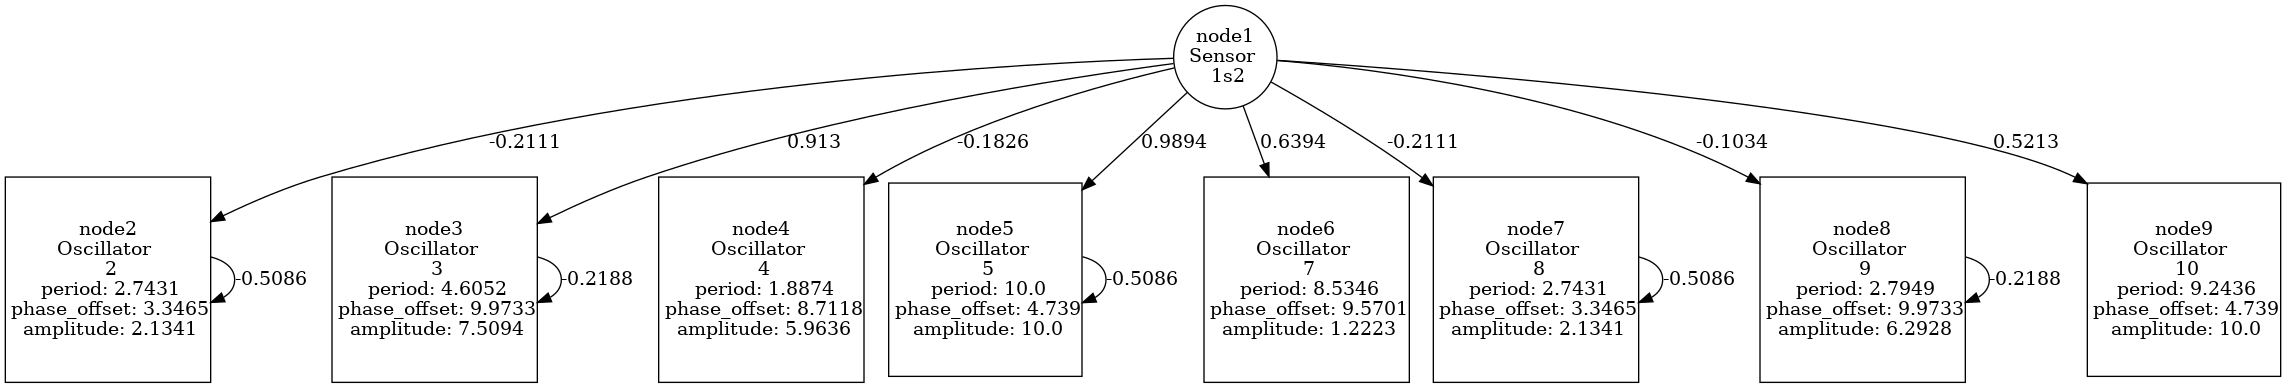 node1
Sensor
1s2
-0.2111
0.913
-0.1826
0.9894
0.6394
-0.2111
-0.1034
0.5213
node2
Oscillator
2
period: 2.7431
phase_offset: 3.3465
amplitude: 2.1341
-0.5086
node3
Oscillator
3
period: 4.6052
phase_offset: 9.9733
amplitude: 7.5094
-0.2188
node4
Oscillator
4
period: 1.8874
phase_offset: 8.7118
amplitude: 5.9636
node5
Oscillator
5
period: 10.0
phase_offset: 4.739
amplitude: 10.0
-0.5086
node6
Oscillator
7
period: 8.5346
phase_offset: 9.5701
amplitude: 1.2223
node7
Oscillator
8
period: 2.7431
phase_offset: 3.3465
amplitude: 2.1341
-0.5086
node8
Oscillator
9
period: 2.7949
phase_offset: 9.9733
amplitude: 6.2928
-0.2188
node9
Oscillator
10
period: 9.2436
phase_offset: 4.739
amplitude: 10.0